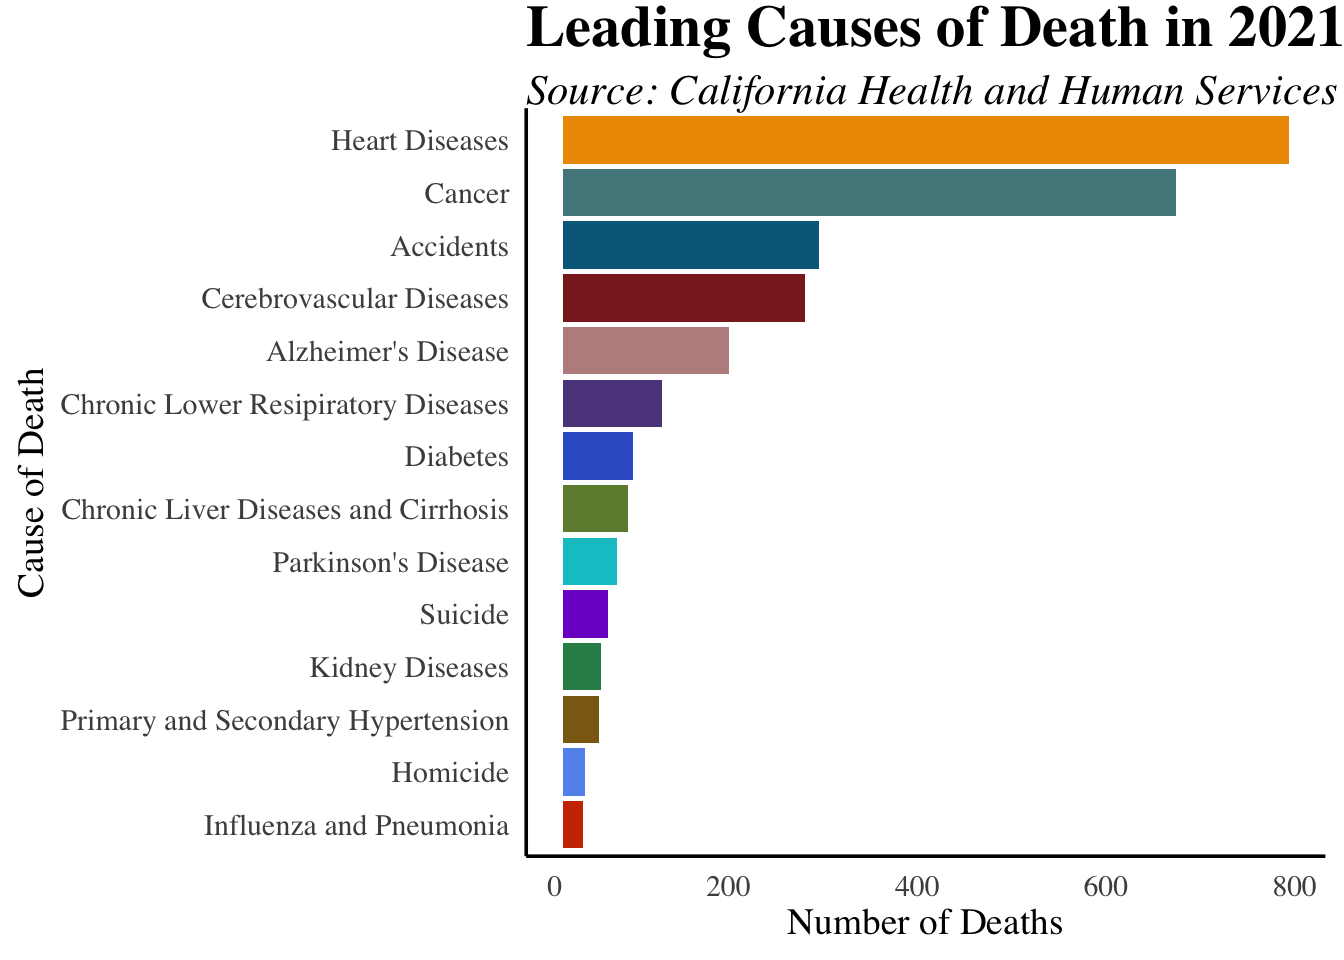 Leading Causes of Death in 2021
Source: California Health and Human Services
Heart Diseases
Cancer
Accidents
Cerebrovascular Diseases
Alzheimer's Disease
Chronic Lower Resipiratory Diseases
Diabetes
Chronic Liver Diseases and Cirrhosis
Parkinson's Disease
Suicide
Kidney Diseases
Primary and Secondary Hypertension
Homicide
Influenza and Pneumonia
Cause of Death
0 200 400 600 800
Number of Deaths